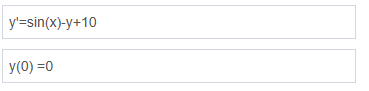 y'=sin(x)-y+10
y(0) =0